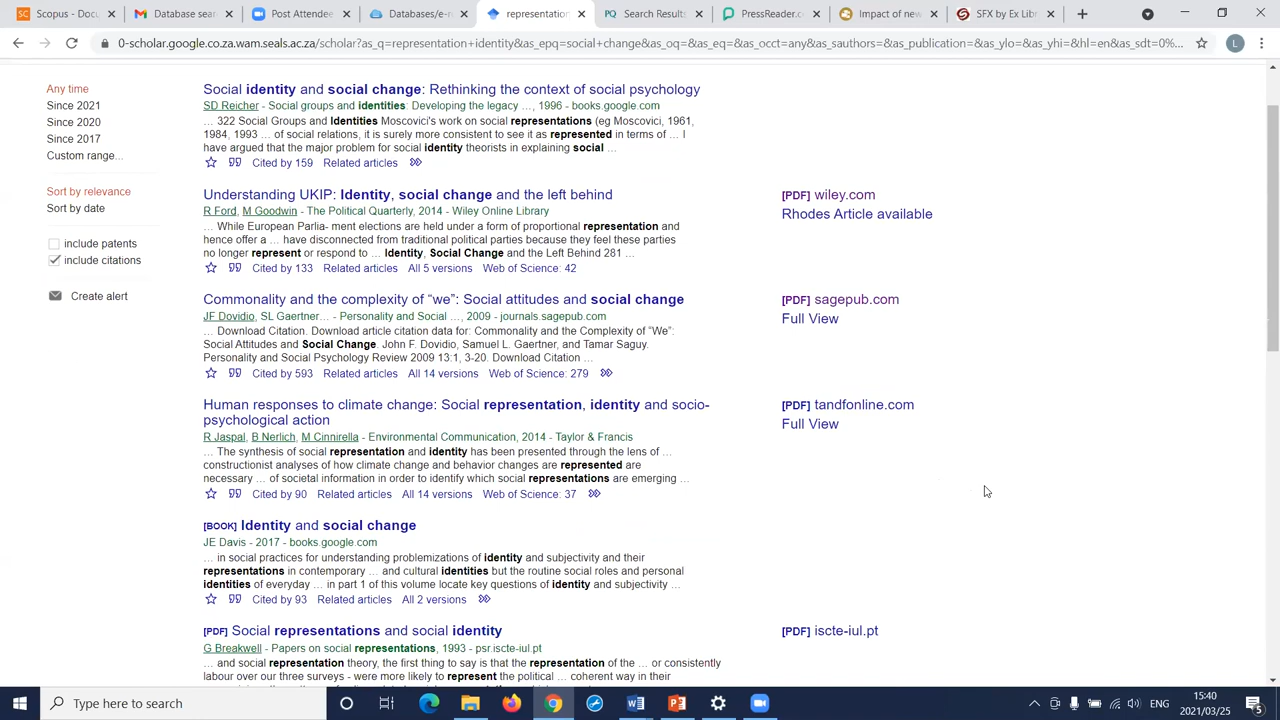 Scopus - Docu
Database sear
Post Attende
Databases/e-r
representation
Search Results
PressReader.c
Impact of new
SFX by Ex Lib
0-scholar.google.co.za.wam.seals.ac.za/scholar?as_q=representation+identity&as_epq=social+change&as_oq=&as_eq=&as_occt=any&as_sauthors=&as_publication=&as_ylo=&as_yhi=&hl=en&as_sdt=0%...
L
Any time
Since 2021
Since 2020
Since 2017
Custom range...
Sort by relevance
Sort by date
include patents
include citations
Create alert
Social identity and social change: Rethinking the context of social psychology
SD Reicher - Social groups and identities: Developing the legacy …, 1996 - books.google.com
… 322 Social Groups and Identities Moscovici's work on social representations (eg Moscovici, 1961,
1984, 1993 … of social relations, it is surely more consistent to see it as represented in terms of … I
have argued that the major problem for social identity theorists in explaining social …
Cited by 159 Related articles
Understanding UKIP: Identity, social change and the left behind
R Ford, M Goodwin - The Political Quarterly, 2014 - Wiley Online Library
… While European Parlia- ment elections are held under a form of proportional representation and
hence offer a … have disconnected from traditional political parties because they feel these parties
no longer represent or respond to … Identity, Social Change and the Left Behind 281 …
Cited by 133 Related articles All 5 versions Web of Science: 42
[PDF] wiley.com
Rhodes Article available
Commonality and the complexity of “we”: Social attitudes and social change
JF Dovidio, SL Gaertner… - Personality and Social …, 2009 - journals.sagepub.com
… Download Citation. Download article citation data for: Commonality and the Complexity of “We”:
Social Attitudes and Social Change. John F. Dovidio, Samuel L. Gaertner, and Tamar Saguy.
Personality and Social Psychology Review 2009 13:1, 3-20. Download Citation …
Cited by 593 Related articles All 14 versions Web of Science: 279
[PDF] sagepub.com
Full View
Human responses to climate change: Social representation, identity and socio-
psychological action
R Jaspal, B Nerlich, M Cinnirella - Environmental Communication, 2014 - Taylor & Francis
… The synthesis of social representation and identity has been presented through the lens of …
constructionist analyses of how climate change and behavior changes are represented are
necessary … of societal information in order to identify which social representations are emerging …
Cited by 90 Related articles All 14 versions Web of Science: 37
[PDF] tandfonline.com
Full View
[BOOK] Identity and social change
JE Davis - 2017 - books.google.com
… in social practices for understanding problemizations of identity and subjectivity and their
representations in contemporary … and cultural identities but the routine social roles and personal
identities of everyday … in part 1 of this volume locate key questions of identity and subjectivity …
Cited by 93 Related articles All 2 versions
[PDF] Social representations and social identity
G Breakwell - Papers on social representations, 1993 - psr.iscte-iul.pt
… and social representation theory, the first thing to say is that the representation of the … or consistently
labour over our three surveys - were more likely to represent the political … coherent way in their
[PDF] iscte-iul.pt
Type here to search
ENG
15:40
2021/03/25
5